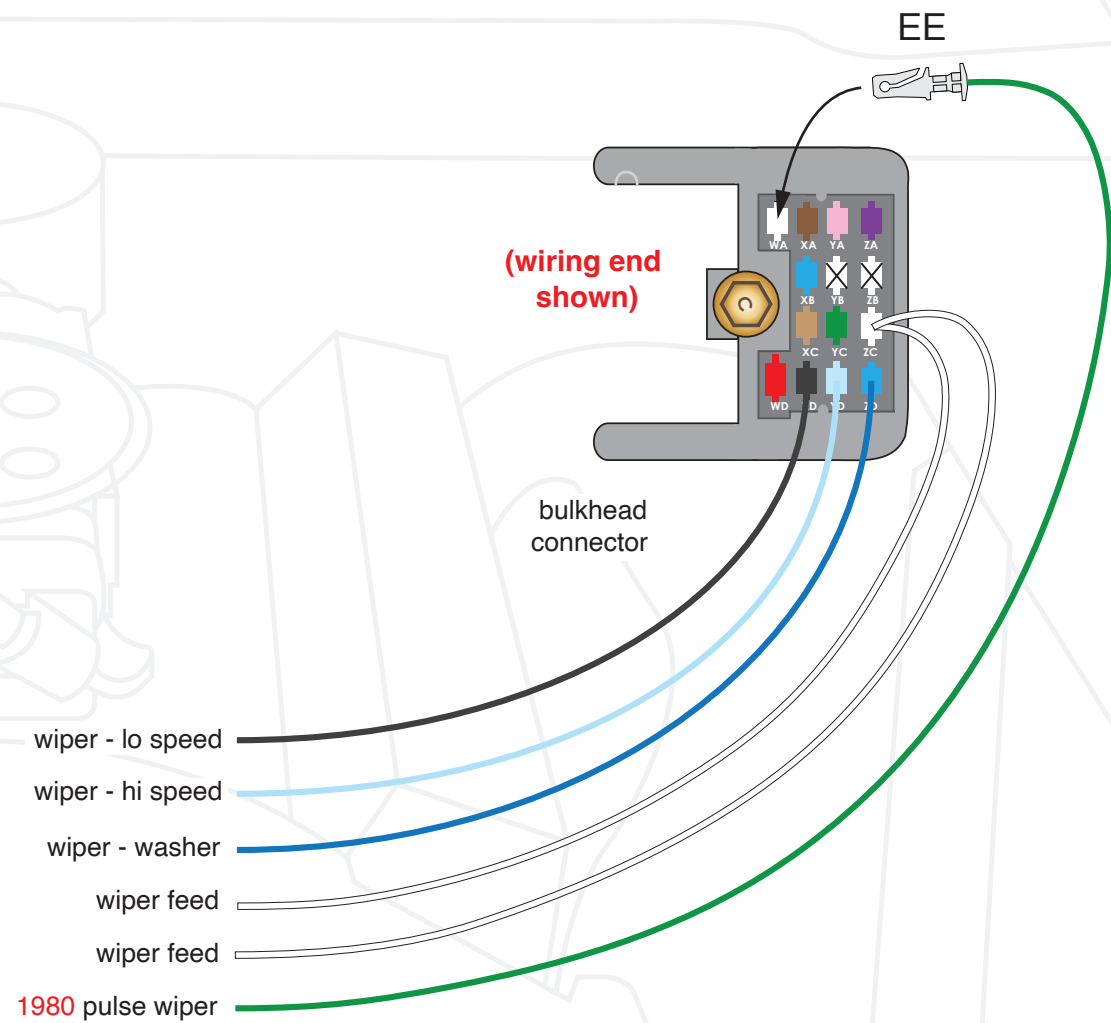 EE
(wiring end
shown)
WA XA YA ZA
XB YB ZB
XC YC ZC
WD
bulkhead
connector
wiper - lo speed
wiper - hi speed
wiper - washer
wiper feed
wiper feed
1980 pulse wiper